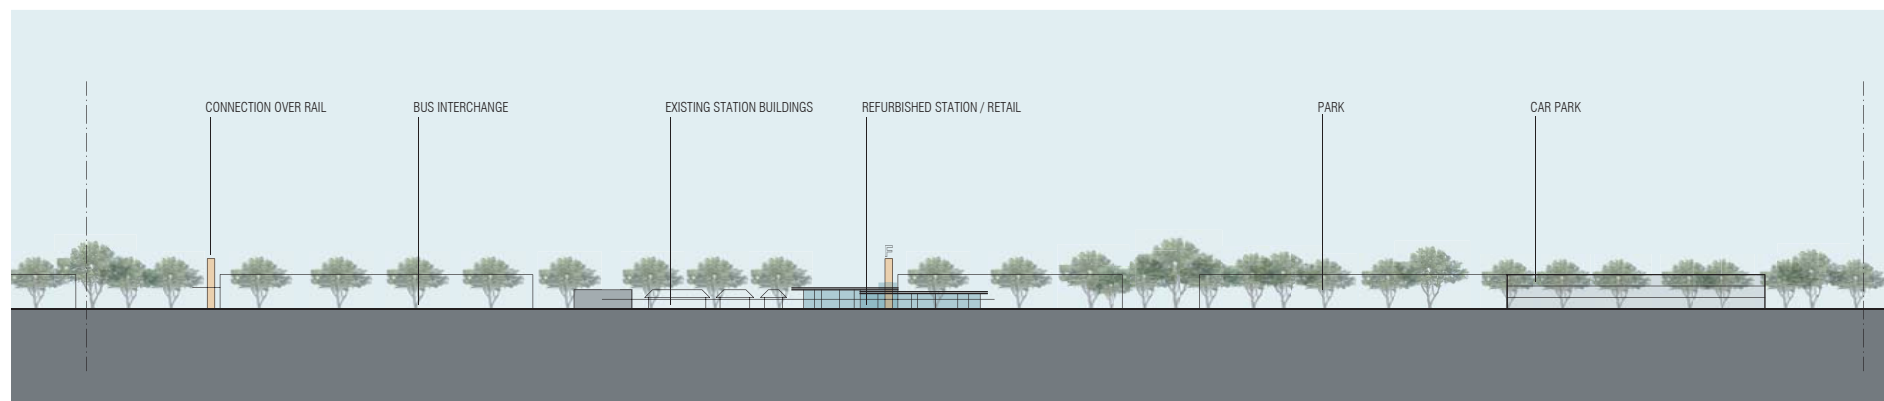 CONNECTION OVER RAIL
BUS INTERCHANGE
EXISTING STATION BUILDINGS
REFURBISHED STATION / RETAIL
PARK
CAR PARK